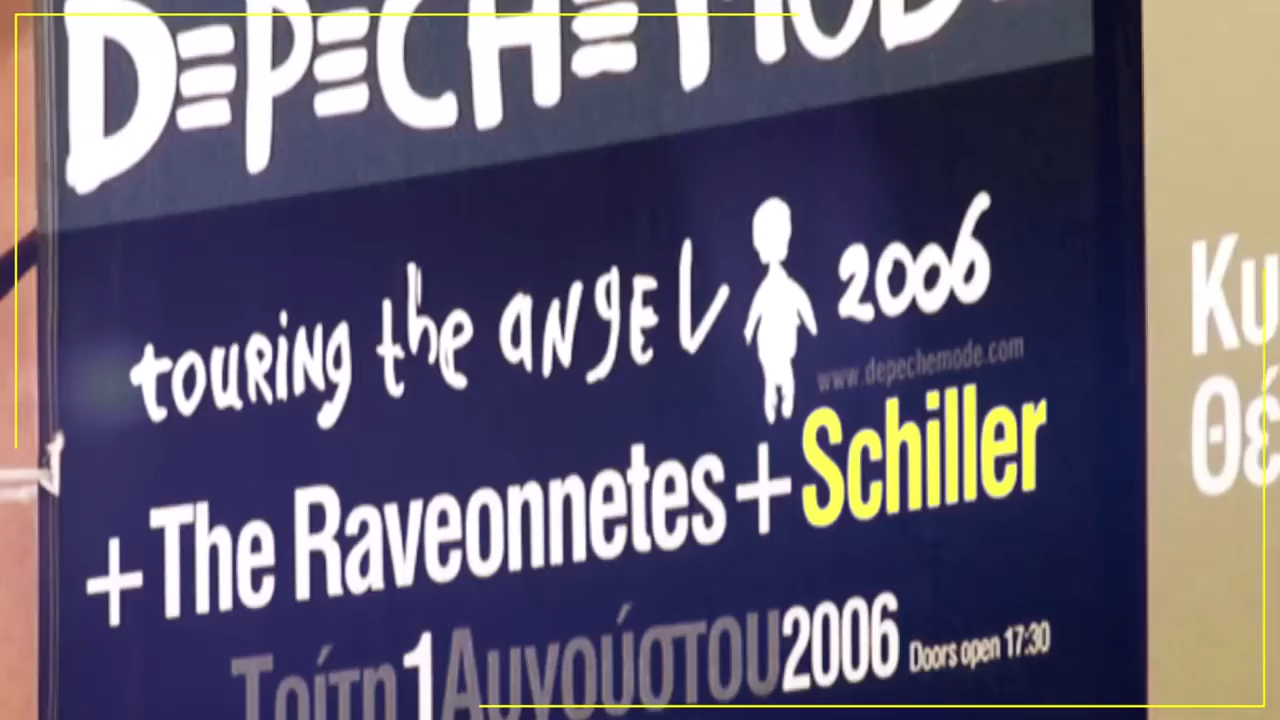 DEPECHE MODE
touring the angel 2006
www.depechemode.com
+ The Raveonnetes + Schiller
Τρίτη 1 Αυγούστου 2006 Doors open 17:30